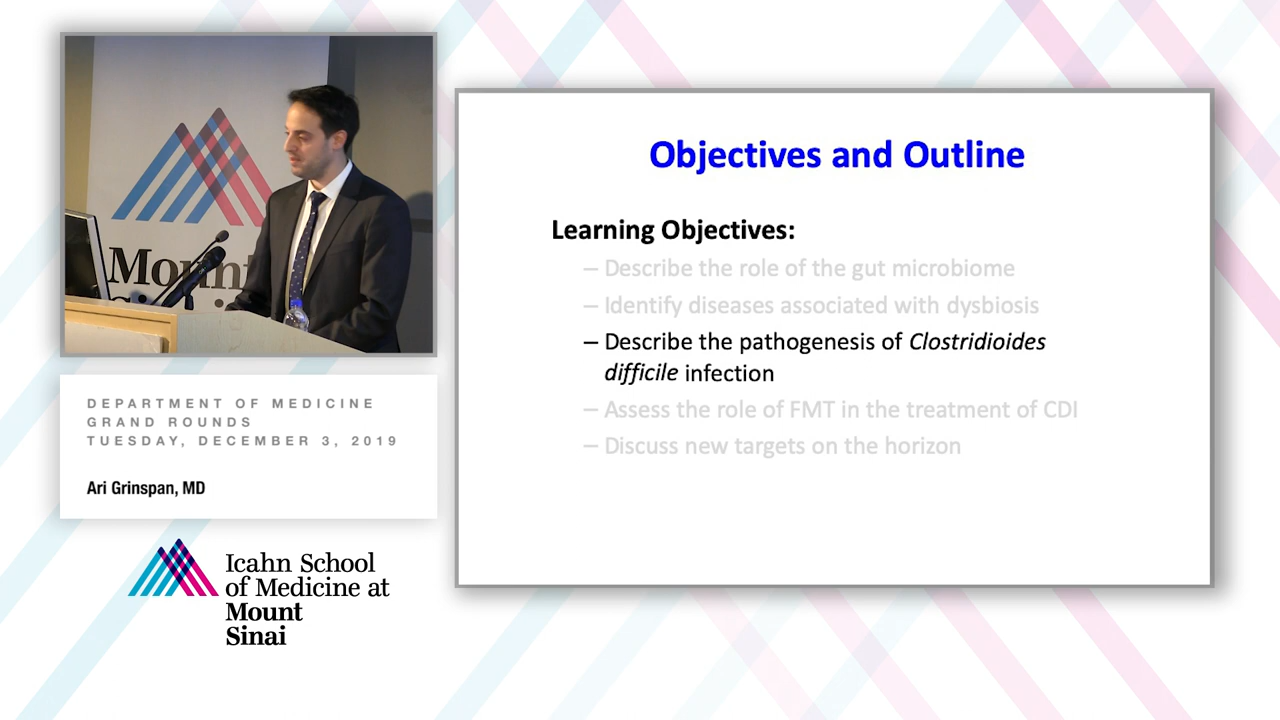 Mount
Sinai
DEPARTMENT OF MEDICINE
GRAND ROUNDS
TUESDAY, DECEMBER 3, 2019
Ari Grinspan, MD
Icahn School
of Medicine at
Mount
Sinai
Objectives and Outline
Learning Objectives:
– Describe the role of the gut microbiome
– Identify diseases associated with dysbiosis
– Describe the pathogenesis of Clostridioides
difficile infection
– Assess the role of FMT in the treatment of CDI
– Discuss new targets on the horizon